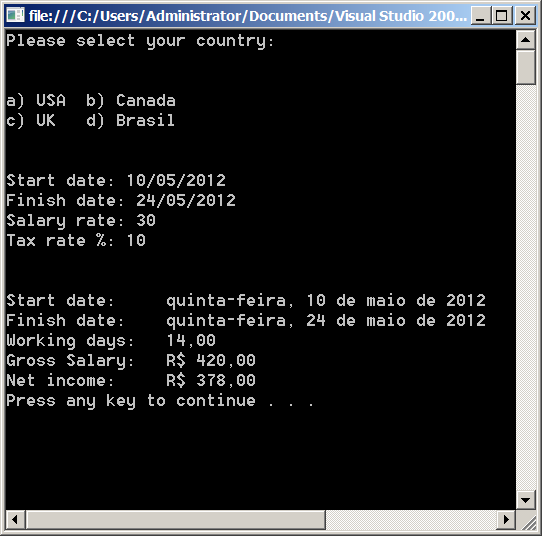 file:///C:/Users/Administrator/Documents/Visual Studio 200...
Please select your country:
a) USA  b) Canada
c) UK   d) Brasil
Start date: 10/05/2012
Finish date: 24/05/2012
Salary rate: 30
Tax rate %: 10
Start date:     quinta-feira, 10 de maio de 2012
Finish date:    quinta-feira, 24 de maio de 2012
Working days:   14,00
Gross Salary:   R$ 420,00
Net income:     R$ 378,00
Press any key to continue . . .